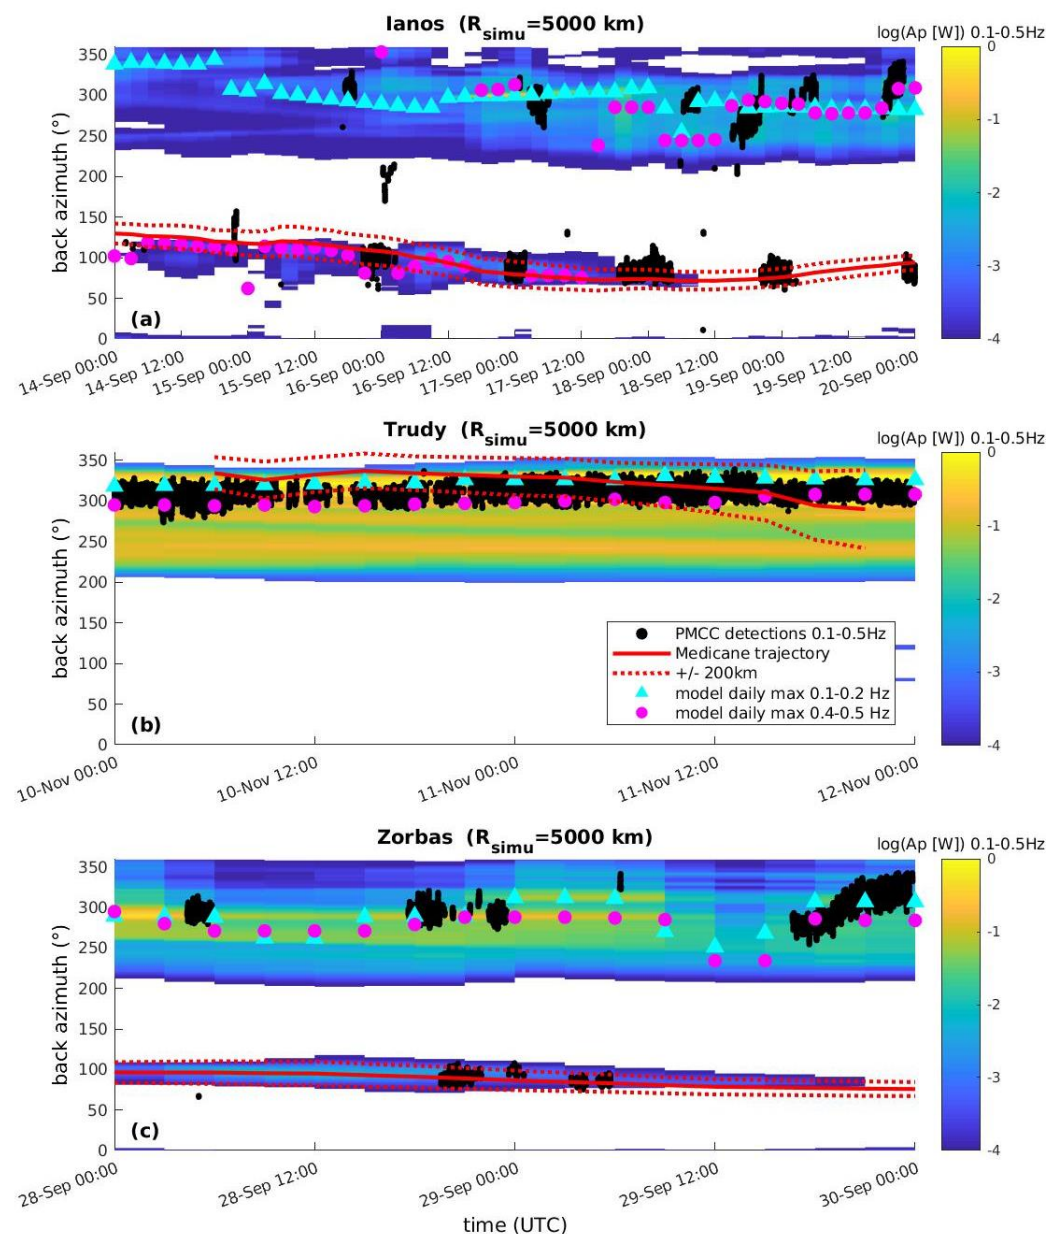 Ianos (Rsimu=5000 km)
log(Ap [W]) 0.1-0.5Hz
back azimuth (°)
350
300
250
200
150
100
50
0
(a)
0
-1
-2
-3
-4
14-Sep 00:00
14-Sep 12:00
15-Sep 00:00
15-Sep 12:00
16-Sep 00:00
16-Sep 12:00
17-Sep 00:00
17-Sep 12:00
18-Sep 00:00
18-Sep 12:00
19-Sep 00:00
19-Sep 12:00
20-Sep 00:00
Trudy (Rsimu=5000 km)
log(Ap [W]) 0.1-0.5Hz
back azimuth (°)
350
300
250
200
150
100
50
0
(b)
PMCC detections 0.1-0.5Hz
Medicane trajectory
+/- 200km
model daily max 0.1-0.2 Hz
model daily max 0.4-0.5 Hz
0
-1
-2
-3
-4
10-Nov 00:00
10-Nov 12:00
11-Nov 00:00
11-Nov 12:00
12-Nov 00:00
Zorbas (Rsimu=5000 km)
log(Ap [W]) 0.1-0.5Hz
back azimuth (°)
350
300
250
200
150
100
50
0
(c)
0
-1
-2
-3
-4
28-Sep 00:00
28-Sep 12:00
29-Sep 00:00
29-Sep 12:00
30-Sep 00:00
time (UTC)